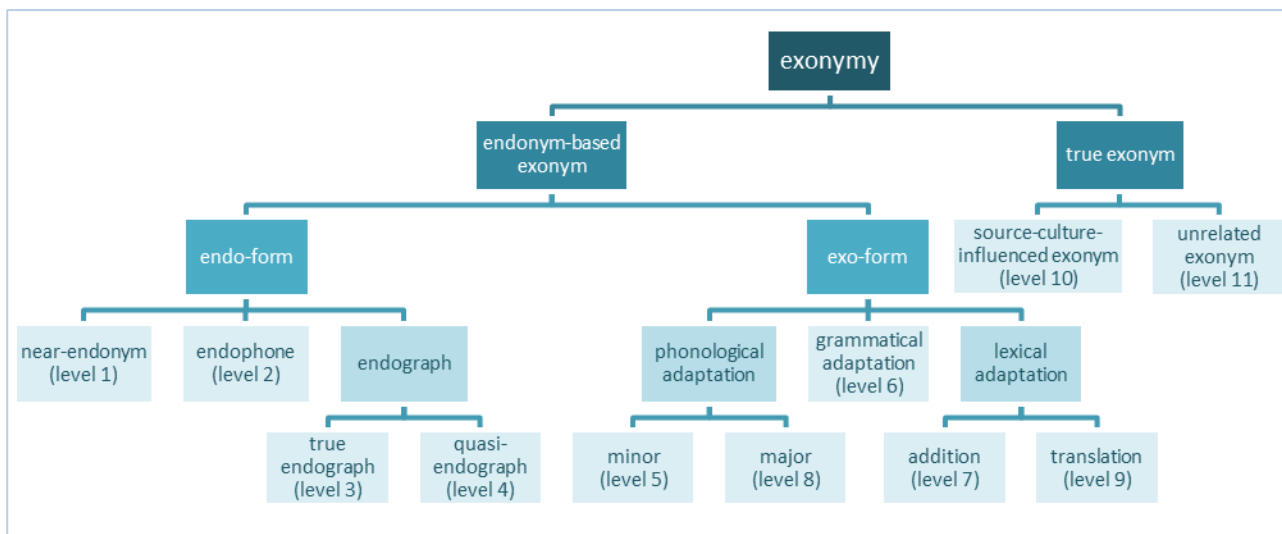 exonymy
endonym-based
exonym
true exonym
endo-form
exo-form
source-culture-
influenced exonym
(level 10)
unrelated
exonym
(level 11)
near-endonym
(level 1)
endophone
(level 2)
endograph
phonological
adaptation
grammatical
adaptation
(level 6)
lexical
adaptation
true
endograph
(level 3)
quasi-
endograph
(level 4)
minor
(level 5)
major
(level 8)
addition
(level 7)
translation
(level 9)